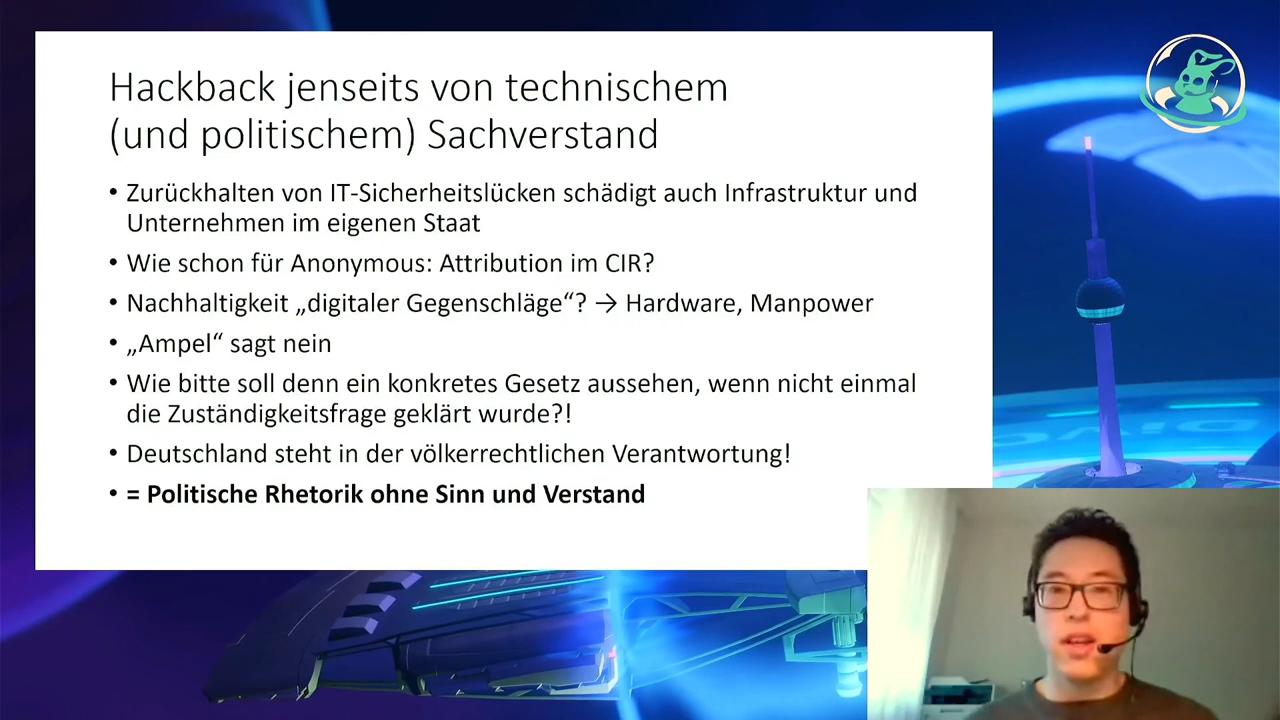 Hackback jenseits von technischem
(und politischem) Sachverstand
• Zurückhalten von IT-Sicherheitslücken schädigt auch Infrastruktur und
Unternehmen im eigenen Staat
• Wie schon für Anonymous: Attribution im CIR?
• Nachhaltigkeit „digitaler Gegenschläge“? → Hardware, Manpower
• „Ampel“ sagt nein
• Wie bitte soll denn ein konkretes Gesetz aussehen, wenn nicht einmal
die Zuständigkeitsfrage geklärt wurde?!
• Deutschland steht in der völkerrechtlichen Verantwortung!
• = Politische Rhetorik ohne Sinn und Verstand